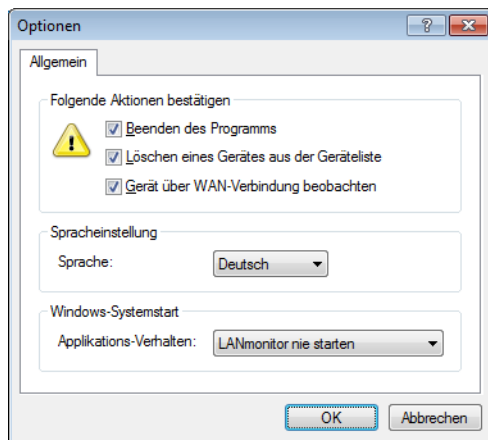 Optionen
Allgemein
Folgende Aktionen bestätigen
Beenden des Programms
Löschen eines Gerätes aus der Geräteliste
Gerät über WAN-Verbindung beobachten
Spracheinstellung
Sprache: Deutsch
Windows-Systemstart
Applikations-Verhalten: LANmonitor nie starten
OK Abbrechen